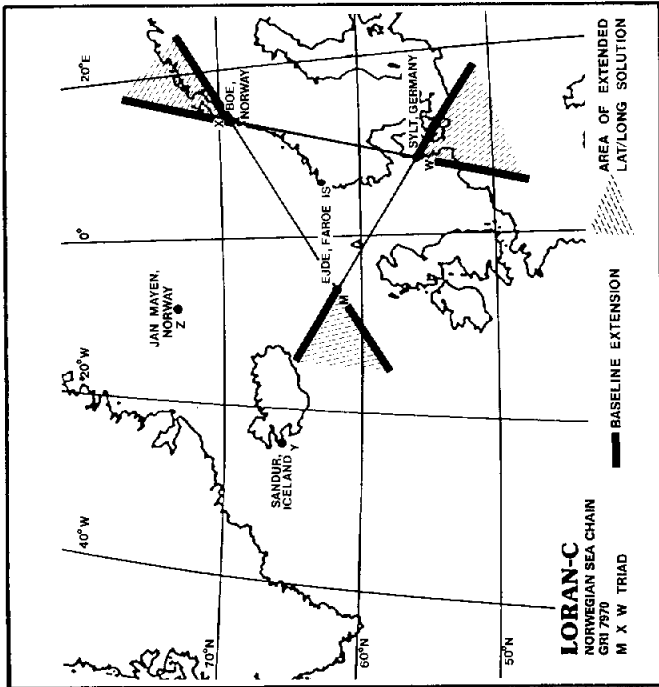 40°W
20°W
0°
20°E
70°N
60°N
50°N
JAN MAYEN,
NORWAY
Z
X
BOE,
NORWAY
SANDUR,
ICELAND
Y
EJDE, FAROE IS
M
SYLT, GERMANY
W
LORAN-C
NORWEGIAN SEA CHAIN
GRI 7970
M X W TRIAD
BASELINE EXTENSION
AREA OF EXTENDED
LAT/LONG SOLUTION